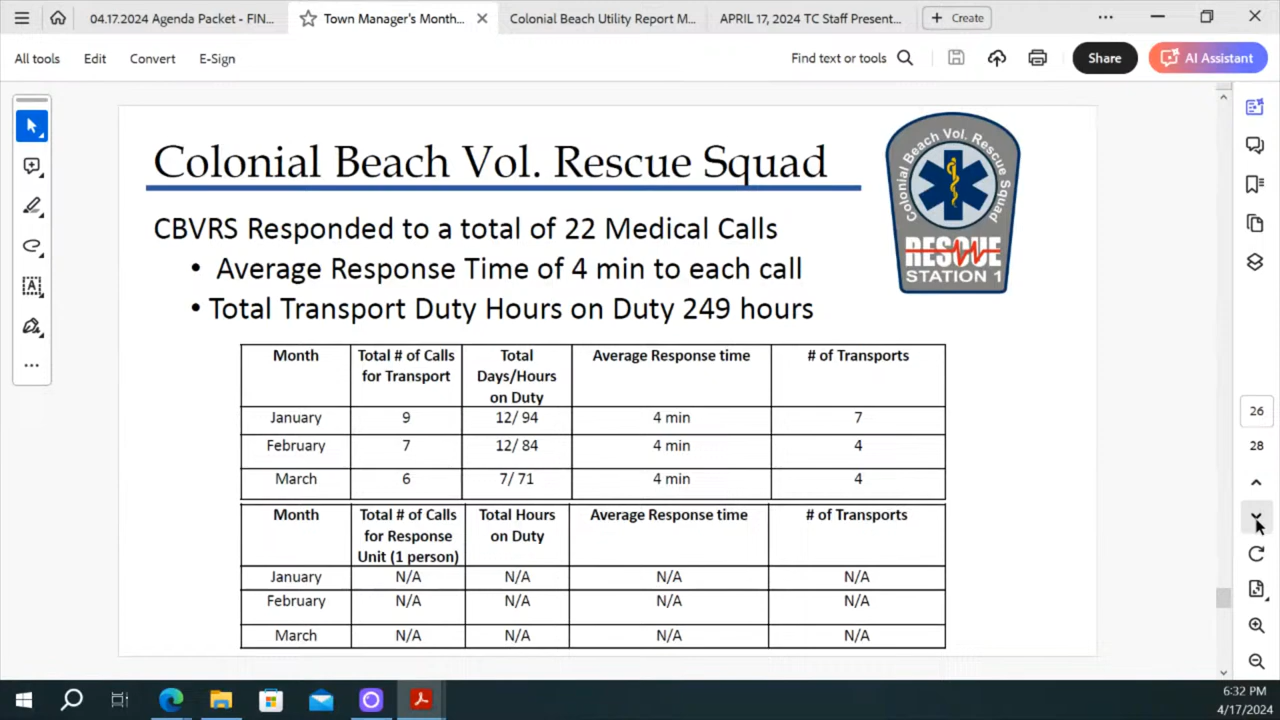 04.17.2024 Agenda Packet - FIN...
Town Manager's Month...
Colonial Beach Utility Report M...
APRIL 17, 2024 TC Staff Present...
Create
All tools
Edit
Convert
E-Sign
Find text or tools
Share
AI Assistant
Colonial Beach Vol. Rescue Squad
Colonial Beach Vol. Rescue Squad
RESCUE
STATION 1
CBVRS Responded to a total of 22 Medical Calls
• Average Response Time of 4 min to each call
• Total Transport Duty Hours on Duty 249 hours
Month
Total # of Calls
for Transport
Total
Days/Hours
on Duty
Average Response time
# of Transports
January 9 12/ 94 4 min 7
February 7 12/ 84 4 min 4
March 6 7/ 71 4 min 4
Month
Total # of Calls
for Response
Unit (1 person)
Total Hours
on Duty
Average Response time
# of Transports
January N/A N/A N/A N/A
February N/A N/A N/A N/A
March N/A N/A N/A N/A
26
28
6:32 PM
4/17/2024